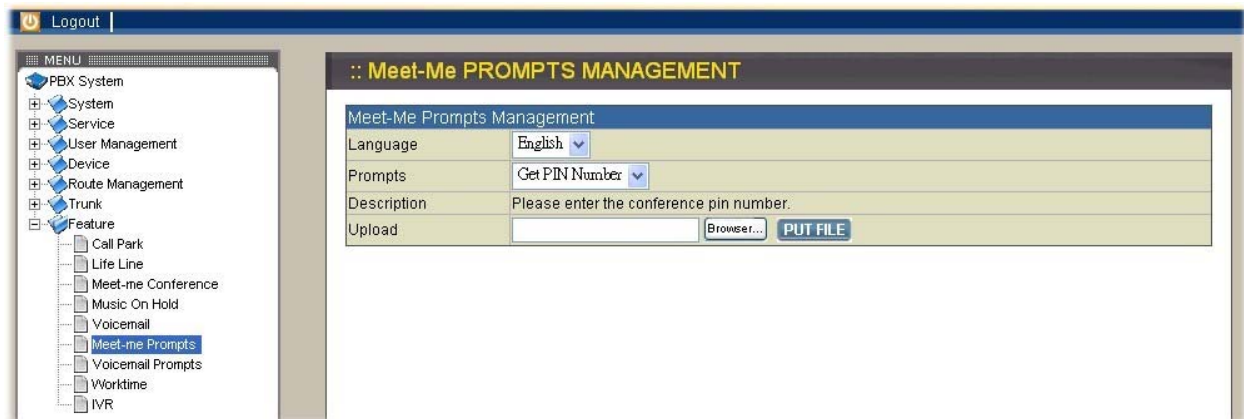 Logout
MENU
PBX System
System
Service
User Management
Device
Route Management
Trunk
Feature
Call Park
Life Line
Meet-me Conference
Music On Hold
Voicemail
Meet-me Prompts
Voicemail Prompts
Worktime
IVR
:: Meet-Me PROMPTS MANAGEMENT
Meet-Me Prompts Management
Language English
Prompts Get PIN Number
Description Please enter the conference pin number.
Upload Browser... PUT FILE